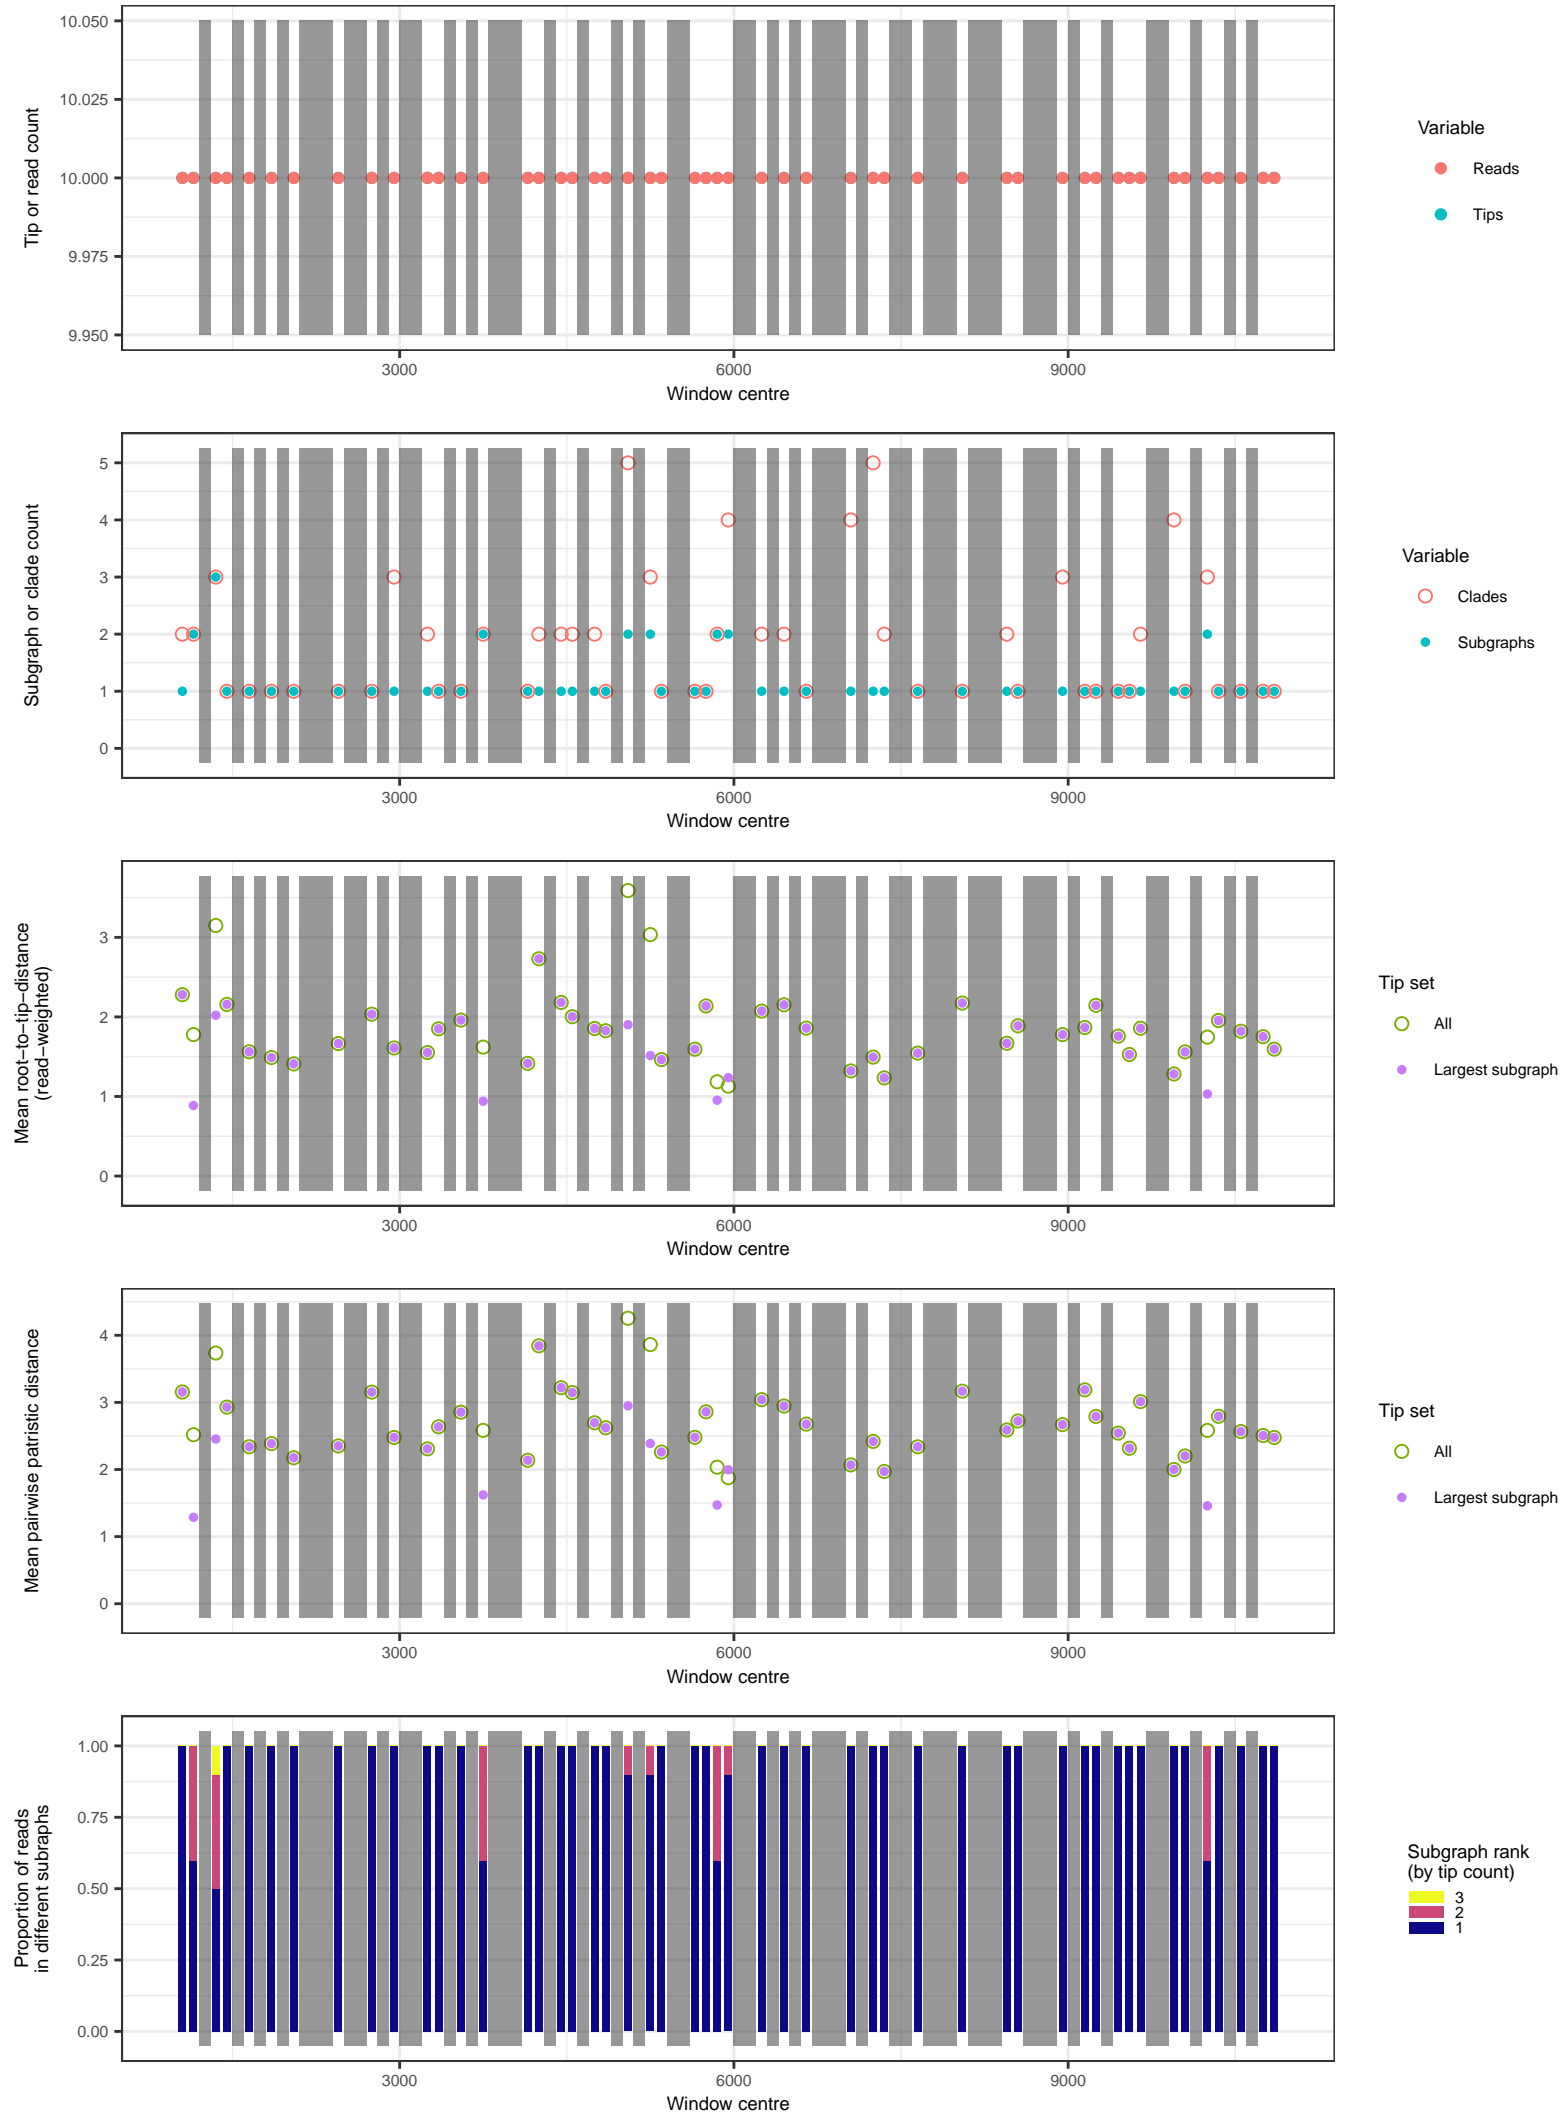 10.050
10.025
10.000
9.975
9.950
Tip or read count
3000
6000
9000
Window centre
Variable
Reads
Tips
5
4
3
2
1
0
Subgraph or clade count
3000
6000
9000
Window centre
Variable
Clades
Subgraphs
3
2
1
0
Mean root−to−tip−distance
(read−weighted)
3000
6000
9000
Window centre
Tip set
All
Largest subgraph
4
3
2
1
0
Mean pairwise patristic distance
3000
6000
9000
Window centre
Tip set
All
Largest subgraph
1.00
0.75
0.50
0.25
0.00
Proportion of reads
in different subraphs
3000
6000
9000
Window centre
Subgraph rank
(by tip count)
3
2
1